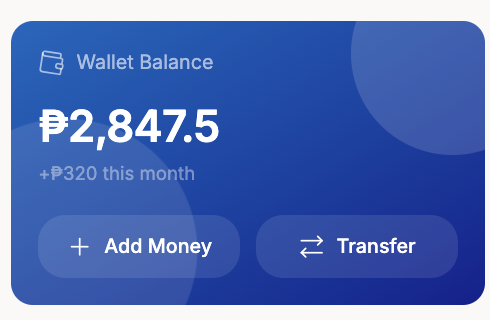 Wallet Balance
₱2,847.5
+₱320 this month
Add Money
Transfer